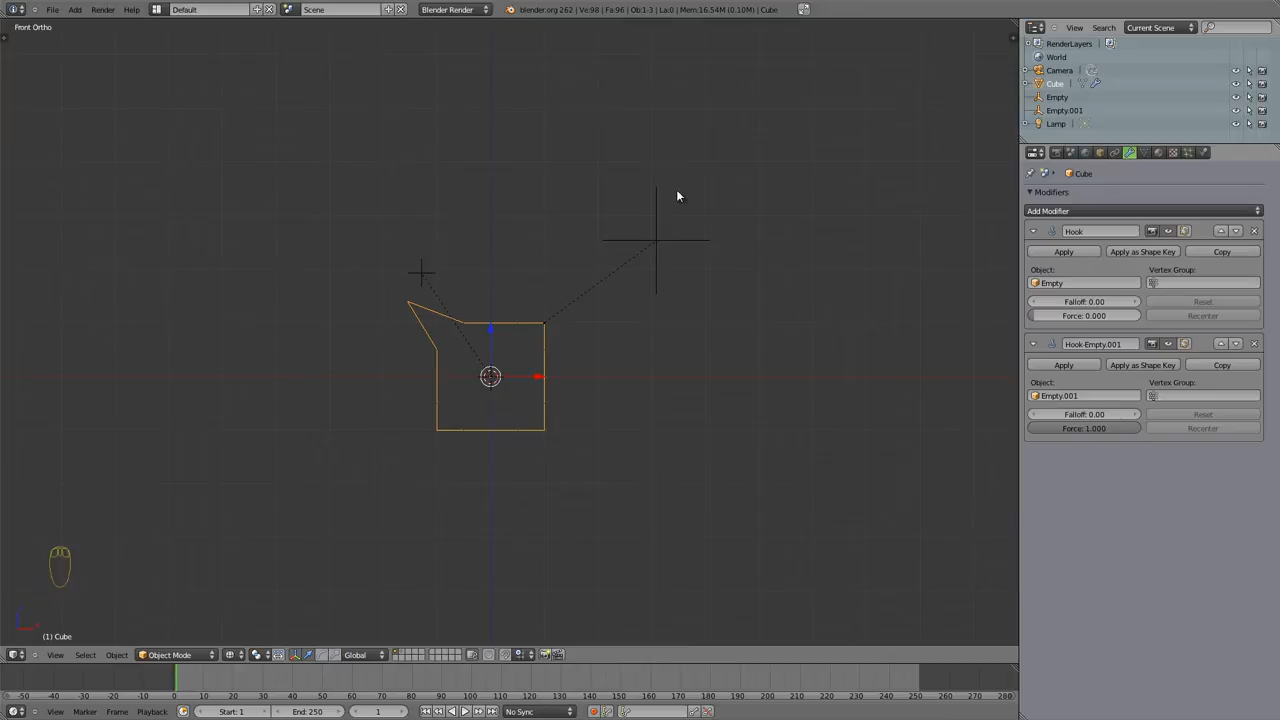 File Add Render Help Default Scene Blender Render blender.org 262 | Ve:98 | Fa:96 | Ob:1-3 | La:0 | Mem:16.54M (0.10M) | Cube
Front Ortho
View Search Current Scene
RenderLayers
World
Camera
Cube
Empty
Empty.001
Lamp
Cube
Modifiers
Add Modifier
Hook
Apply Apply as Shape Key Copy
Object: Vertex Group:
Empty
Falloff: 0.00 Reset
Force: 0.000 Recenter
Hook-Empty.001
Apply Apply as Shape Key Copy
Object: Vertex Group:
Empty.001
Falloff: 0.00 Reset
Force: 1.000 Recenter
(1) Cube
View Select Object Object Mode Global
-50 -40 -30 -20 -10 0 10 20 30 40 50 60 70 80 90 100 110 120 130 140 150 160 170 180 190 200 210 220 230 240 250 260 270 280
View Marker Frame Playback Start: 1 End: 250 1 No Sync